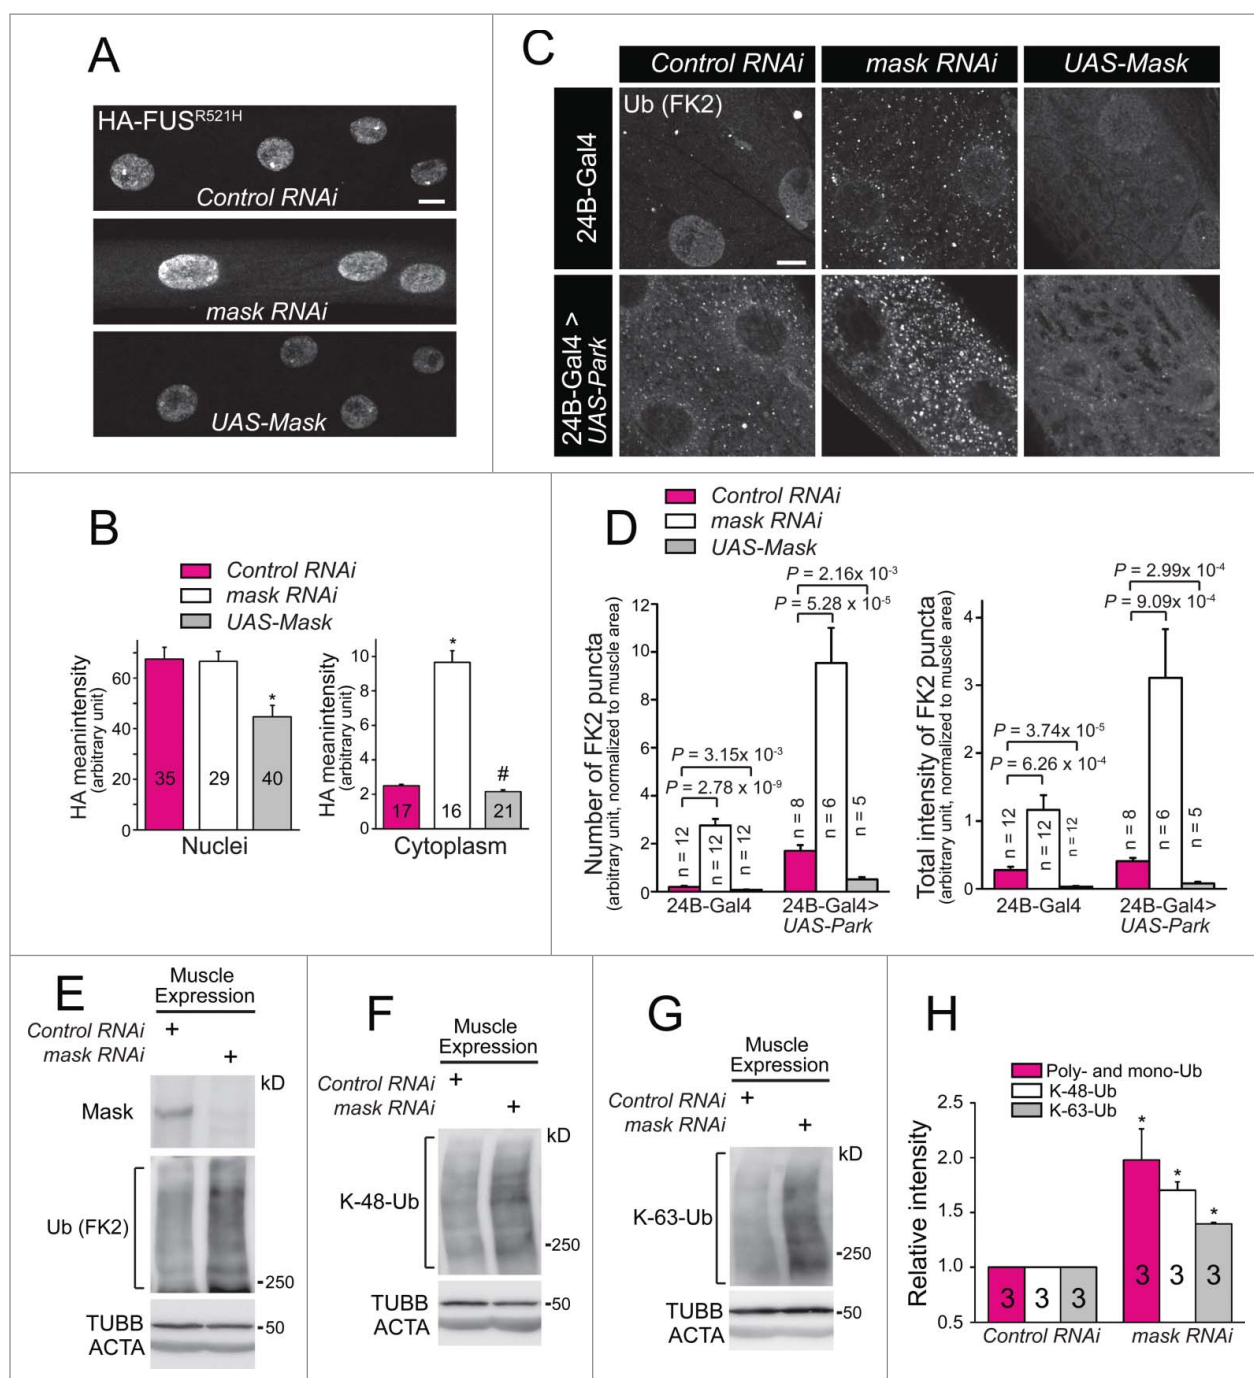 A
HA-FUS^R521H
Control RNAi
mask RNAi
UAS-Mask
C
Control RNAi
mask RNAi
UAS-Mask
24B-Gal4
Ub (FK2)
24B-Gal4 >
UAS-Park
B
Control RNAi
mask RNAi
UAS-Mask
HA meanintensity
(arbitrary unit)
60
40
20
0
35
29
40
*
Nuclei
HA meanintensity
(arbitrary unit)
10
8
6
4
2
0
17
16
21
*
#
Cytoplasm
D
Control RNAi
mask RNAi
UAS-Mask
Number of FK2 puncta
(arbitrary unit, normalized to muscle area)
12
10
8
6
4
2
0
P = 2.16x 10^-3
P = 5.28 x 10^-5
P = 3.15x 10^-3
P = 2.78 x 10^-9
n = 12
n = 12
n = 12
n = 8
n = 6
n = 5
24B-Gal4
24B-Gal4>
UAS-Park
Total intensity of FK2 puncta
(arbitrary unit, normalized to muscle area)
4
3
2
1
0
P = 2.99x 10^-4
P = 9.09x 10^-4
P = 3.74x 10^-5
P = 6.26 x 10^-4
n = 12
n = 12
n = 12
n = 8
n = 6
n = 5
24B-Gal4
24B-Gal4>
UAS-Park
E
Muscle
Expression
Control RNAi +
mask RNAi +
kD
Mask
Ub (FK2)
-250
TUBB
-50
ACTA
F
Muscle
Expression
Control RNAi +
mask RNAi +
kD
K-48-Ub
-250
TUBB
-50
ACTA
G
Muscle
Expression
Control RNAi +
mask RNAi +
kD
K-63-Ub
-250
TUBB
-50
ACTA
H
Poly- and mono-Ub
K-48-Ub
K-63-Ub
Relative intensity
2.5
2.0
1.5
1.0
0.5
3
3
3
*
*
*
3
3
3
Control RNAi
mask RNAi